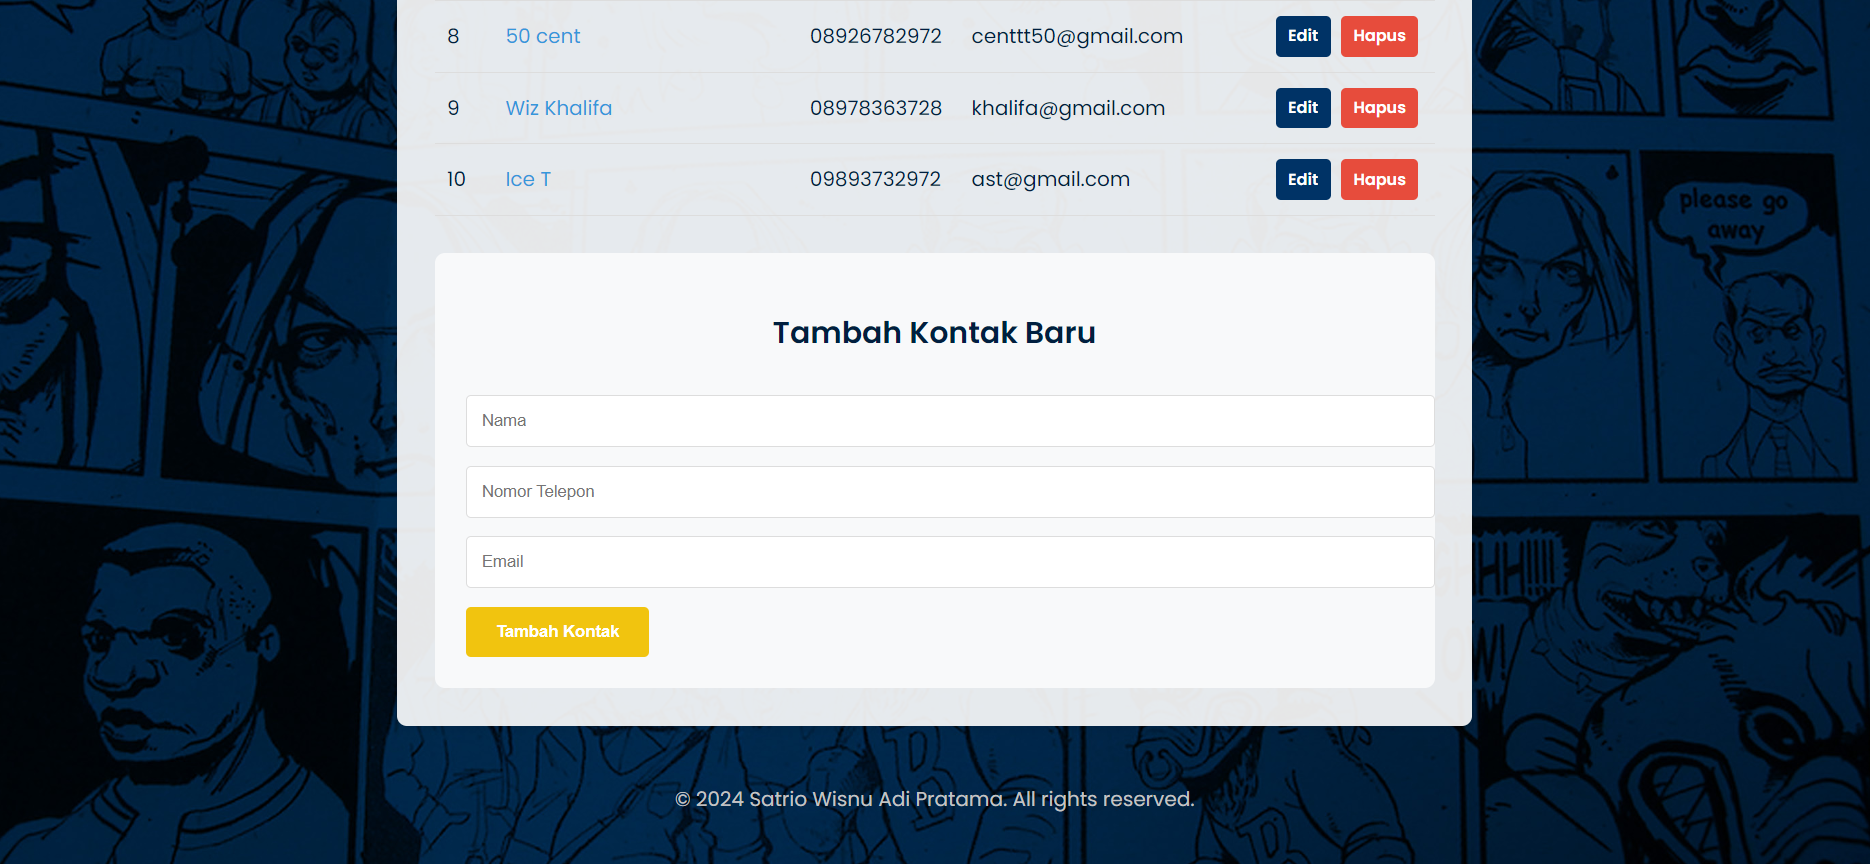 8 50 cent 08926782972 centtt50@gmail.com Edit Hapus
9 Wiz Khalifa 08978363728 khalifa@gmail.com Edit Hapus
10 Ice T 09893732972 ast@gmail.com Edit Hapus
please go
away
Tambah Kontak Baru
Nama
Nomor Telepon
Email
Tambah Kontak
© 2024 Satrio Wisnu Adi Pratama. All rights reserved.